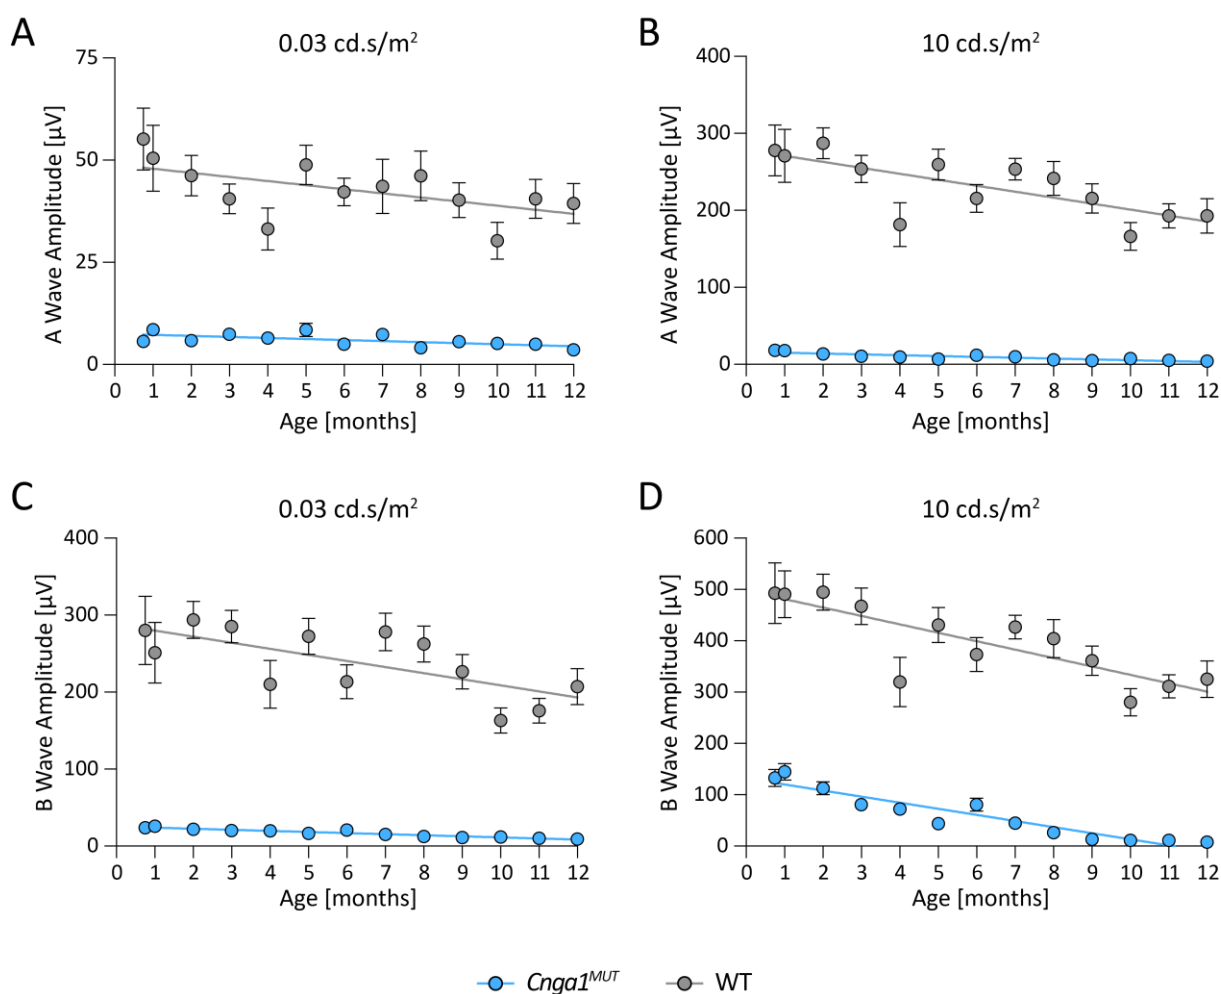 A
0.03 cd.s/m²
A Wave Amplitude [µV]
75
50
25
0
0 1 2 3 4 5 6 7 8 9 10 11 12
Age [months]
B
10 cd.s/m²
A Wave Amplitude [µV]
400
300
200
100
0
0 1 2 3 4 5 6 7 8 9 10 11 12
Age [months]
C
0.03 cd.s/m²
B Wave Amplitude [µV]
400
300
200
100
0
0 1 2 3 4 5 6 7 8 9 10 11 12
Age [months]
D
10 cd.s/m²
B Wave Amplitude [µV]
600
500
400
300
200
100
0
0 1 2 3 4 5 6 7 8 9 10 11 12
Age [months]
Cnga1MUT WT